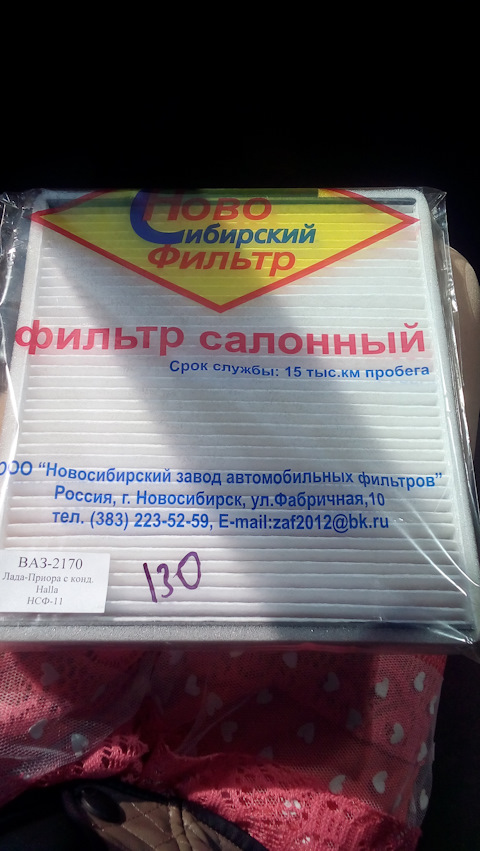 Ново
Сибирский
Фильтр
фильтр салонный
Срок службы: 15 тыс.км пробега
ООО "Новосибирский завод автомобильных фильтров"
Россия, г. Новосибирск, ул.Фабричная,10
тел. (383) 223-52-59, E-mail:zaf2012@bk.ru
ВАЗ-2170
Лада-Приора с конд.
Halla
НСФ-11
130